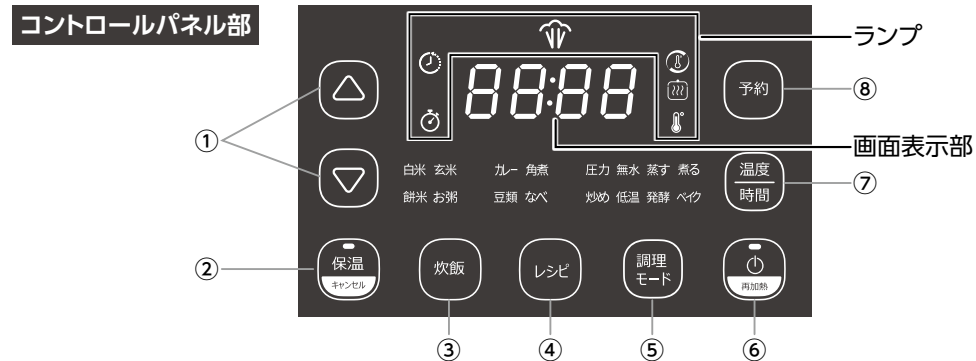 コントロールパネル部
ランプ
88:88
予約
⑧
①
画面表示部
白米 玄米 カレー 角煮 圧力 無水 蒸す 煮る
餅米 お粥 豆類 なべ 炒め 低温 発酵 ベイク
温度
時間
⑦
②
保温
キャンセル
炊飯
レシピ
調理
モード
再加熱
③
④
⑤
⑥